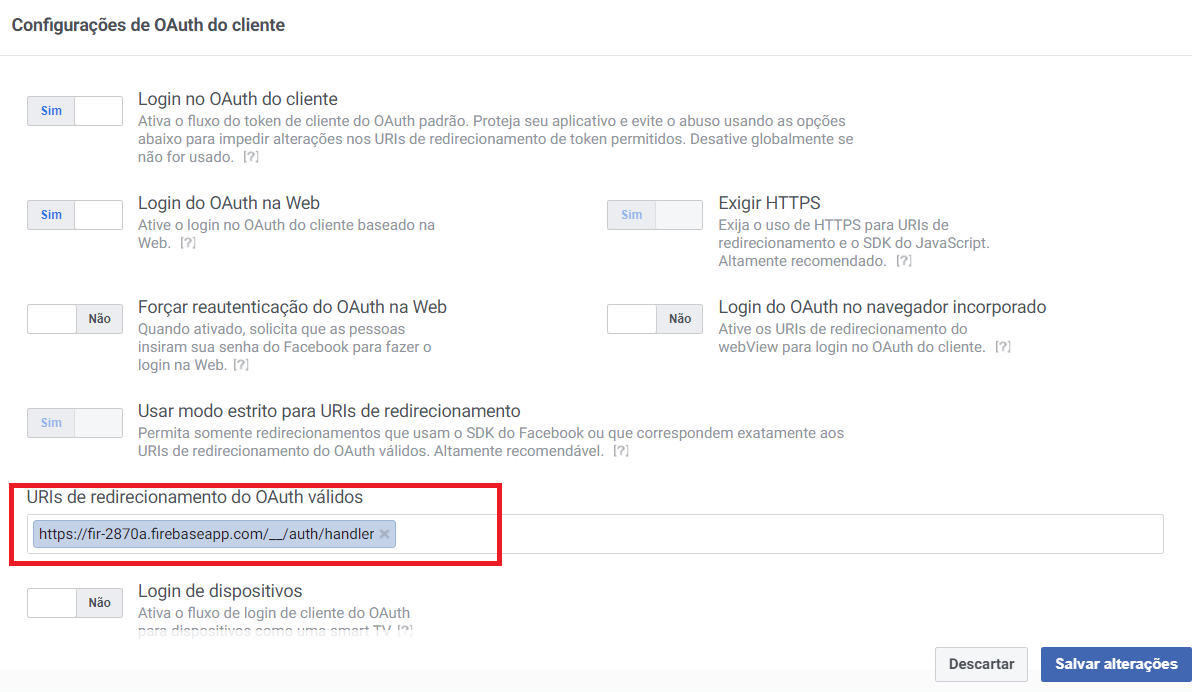 Configurações de OAuth do cliente
Sim
Login no OAuth do cliente
Ativa o fluxo do token de cliente do OAuth padrão. Proteja seu aplicativo e evite o abuso usando as opções
abaixo para impedir alterações nos URIs de redirecionamento de token permitidos. Desative globalmente se
não for usado. [?]
Sim
Login do OAuth na Web
Ative o login no OAuth do cliente baseado na
Web. [?]
Sim
Exigir HTTPS
Exija o uso de HTTPS para URIs de
redirecionamento e o SDK do JavaScript.
Altamente recomendado. [?]
Não
Forçar reautenticação do OAuth na Web
Quando ativado, solicita que as pessoas
insiram sua senha do Facebook para fazer o
login na Web. [?]
Não
Login do OAuth no navegador incorporado
Ative os URIs de redirecionamento do
webView para login no OAuth do cliente. [?]
Sim
Usar modo estrito para URIs de redirecionamento
Permita somente redirecionamentos que usam o SDK do Facebook ou que correspondem exatamente aos
URIs de redirecionamento do OAuth válidos. Altamente recomendável. [?]
URIs de redirecionamento do OAuth válidos
https://fir-2870a.firebaseapp.com/__/auth/handler ×
Não
Login de dispositivos
Ativa o fluxo de login de cliente do OAuth
para dispositivos como uma smart TV [?]
Descartar
Salvar alterações